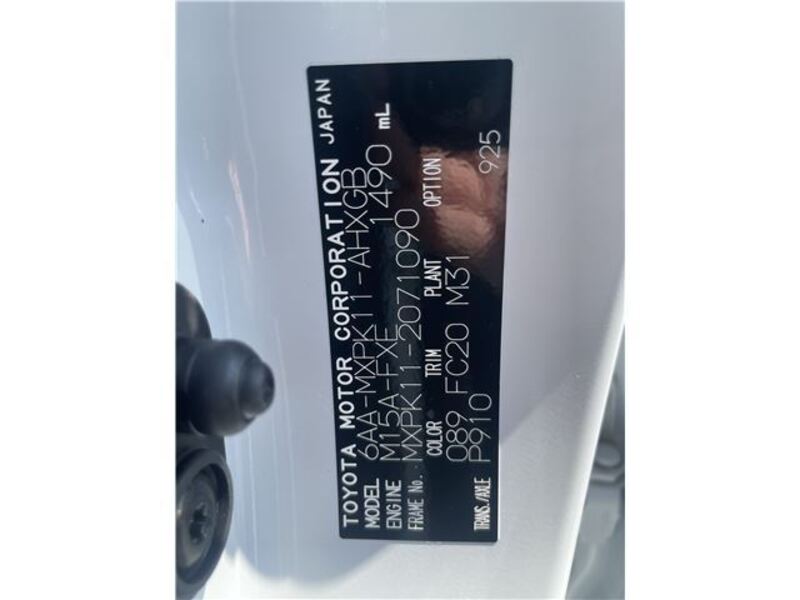 TOYOTA MOTOR CORPORATION JAPAN
MODEL 6AA-MXPK11-AHXGB
ENGINE M15A-FXE 1490 mL
FRAME No. MXPK11-2071090
COLOR TRIM PLANT OPTION
089 FC20 M31
TRANS./AXLE P910 925